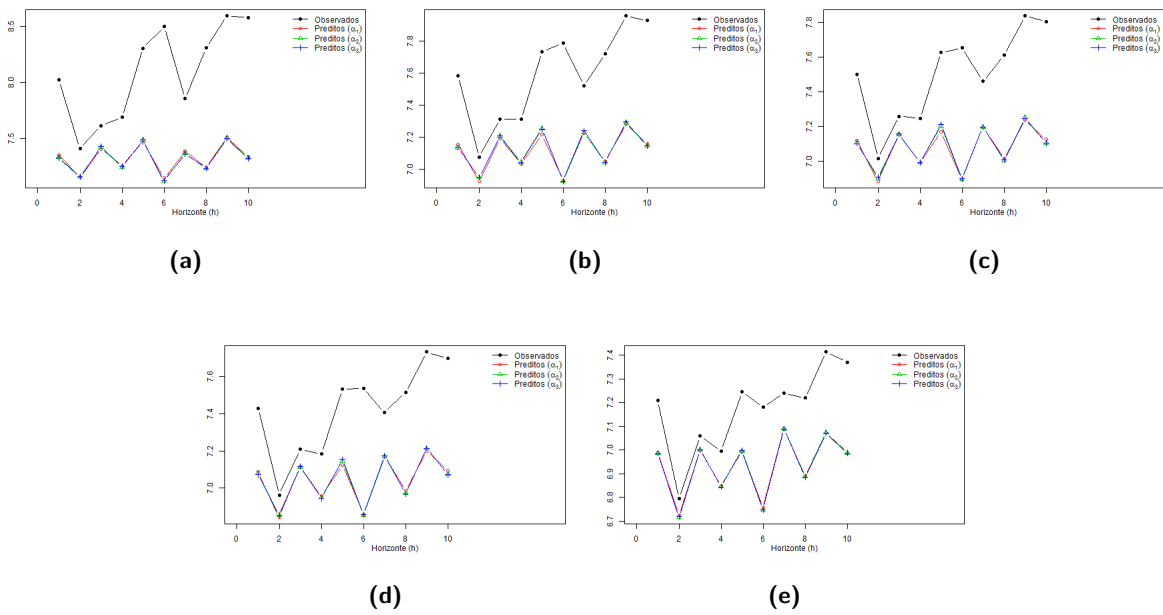 8.5
8.0
7.5
0 2 4 6 8 10
Horizonte (h)
Observados
Preditos (α₁)
Preditos (α₂)
Preditos (α₃)
(a)
7.8
7.6
7.4
7.2
7.0
0 2 4 6 8 10
Horizonte (h)
Observados
Preditos (α₁)
Preditos (α₂)
Preditos (α₃)
(b)
7.8
7.6
7.4
7.2
7.0
0 2 4 6 8 10
Horizonte (h)
Observados
Preditos (α₁)
Preditos (α₂)
Preditos (α₃)
(c)
7.6
7.4
7.2
7.0
0 2 4 6 8 10
Horizonte (h)
Observados
Preditos (α₁)
Preditos (α₂)
Preditos (α₃)
(d)
7.4
7.3
7.2
7.1
7.0
6.9
6.8
6.7
0 2 4 6 8 10
Horizonte (h)
Observados
Preditos (α₁)
Preditos (α₂)
Preditos (α₃)
(e)